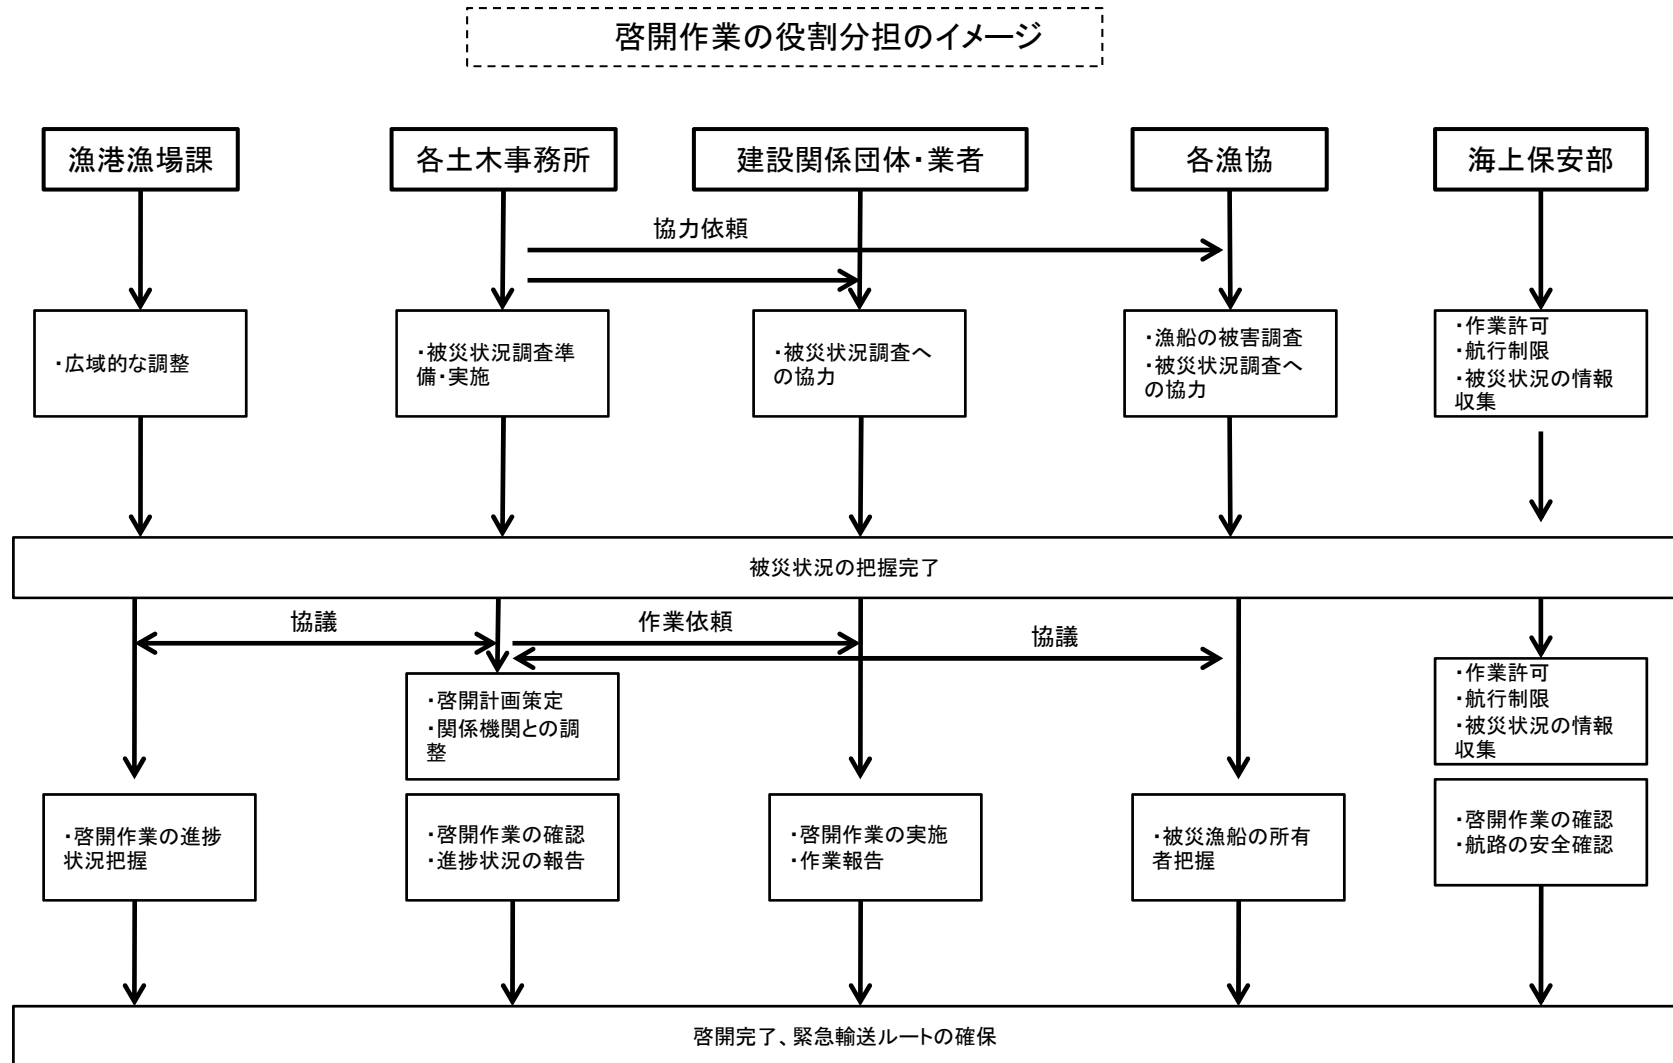 啓開作業の役割分担のイメージ
漁港漁場課
各土木事務所
建設関係団体・業者
各漁協
海上保安部
協力依頼
・広域的な調整
・被災状況調査準
備・実施
・被災状況調査へ
の協力
・漁船の被害調査
・被災状況調査へ
の協力
・作業許可
・航行制限
・被災状況の情報
収集
被災状況の把握完了
協議
作業依頼
協議
・啓開計画策定
・関係機関との調
整
・作業許可
・航行制限
・被災状況の情報
収集
・啓開作業の進捗
状況把握
・啓開作業の確認
・進捗状況の報告
・啓開作業の実施
・作業報告
・被災漁船の所有
者把握
・啓開作業の確認
・航路の安全確認
啓開完了、緊急輸送ルートの確保